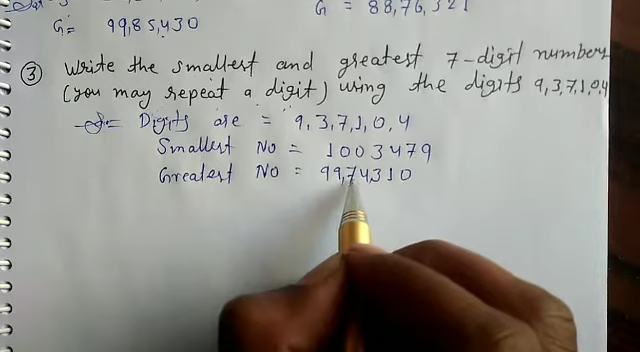 G = 88,76,321
G = 99,85,430
③ Write the smallest and greatest 7-digit numbers
(you may repeat a digit) using the digits 9,3,7,1,0,4
Digits are = 9,3,7,1,0,4
Smallest No = 1003479
Greatest No = 99,74,310